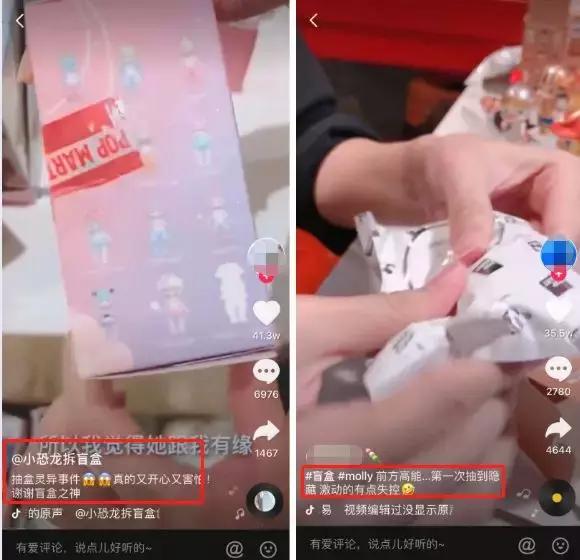 POP MART
41.3w
6976
所以我觉得她跟我有缘
1467
@小恐龙拆盲盒
抽盒灵异事件😱😱真的又开心又害怕!
谢谢盲盒之神
的原声 @小恐龙拆盲盒
有爱评论，说点儿好听的~
35.5w
2780
4644
#盲盒 #molly 前方高能...第一次抽到隐
藏 激动的有点失控🤣
易 视频编辑过没显示原
有爱评论，说点儿好听的~